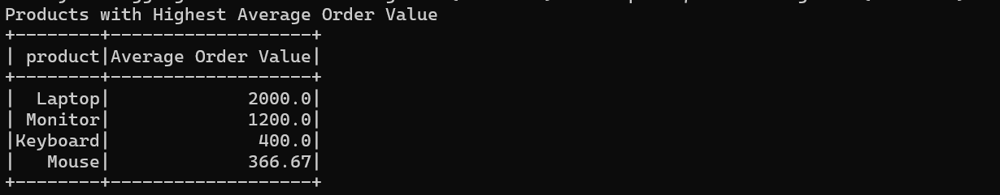 Products with Highest Average Order Value
+--------+-------------------+
| product|Average Order Value|
+--------+-------------------+
|  Laptop|             2000.0|
| Monitor|             1200.0|
|Keyboard|              400.0|
|   Mouse|             366.67|
+--------+-------------------+